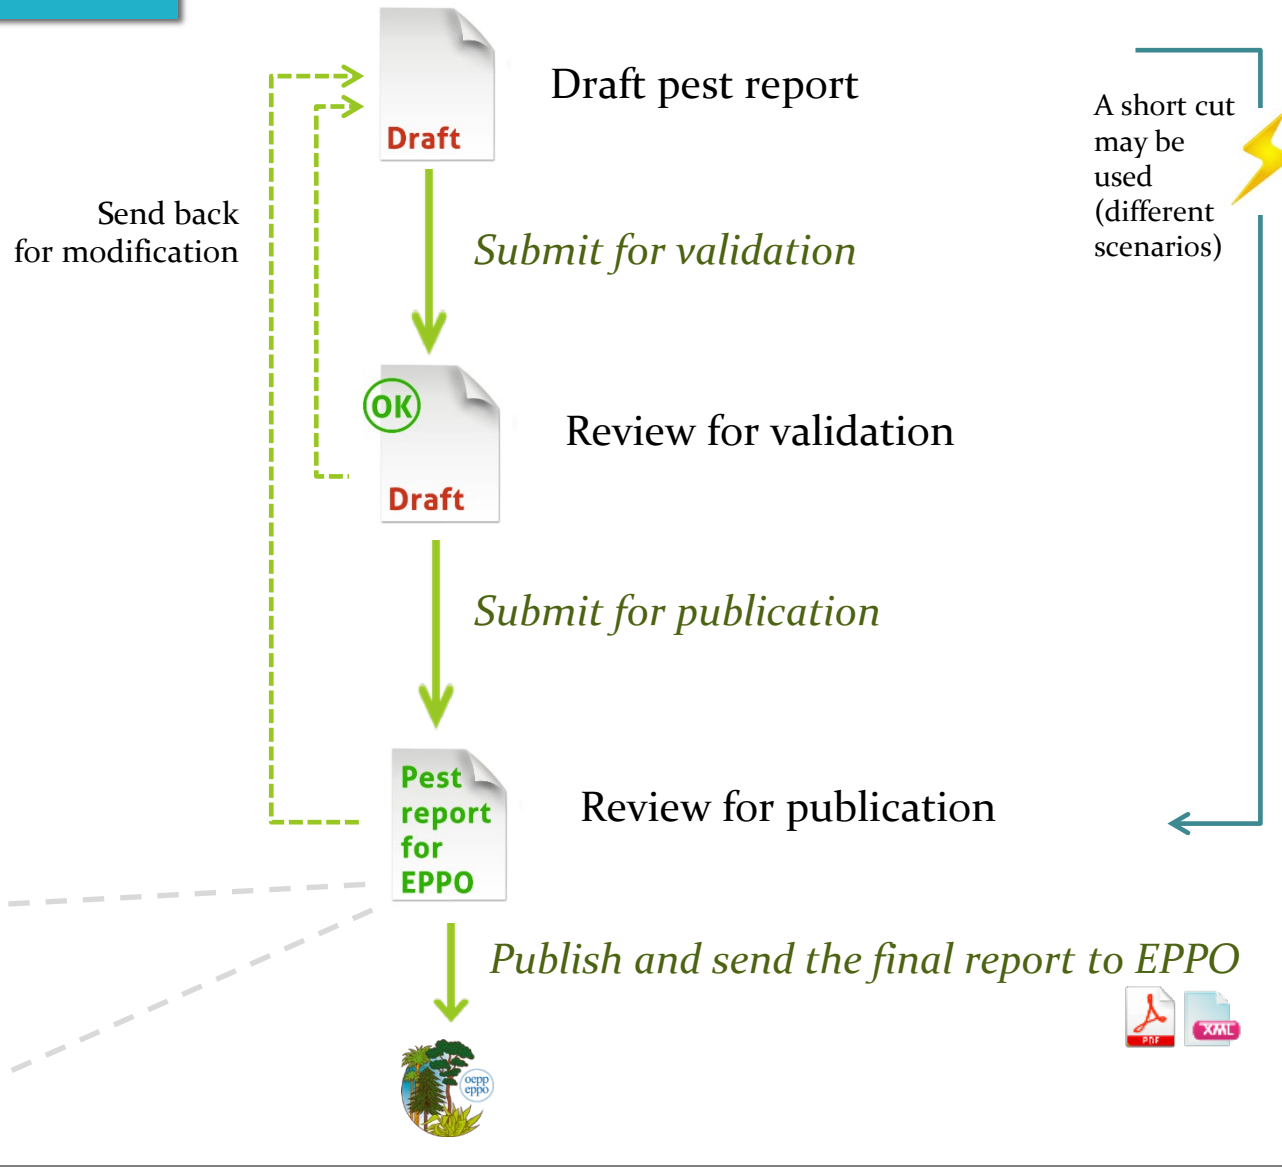 Draft
Draft pest report
A short cut
may be
used
(different
scenarios)
Send back
for modification
Submit for validation
OK
Draft
Review for validation
Submit for publication
Pest
report
for
EPPO
Review for publication
Publish and send the final report to EPPO
PDF
XML
oepp
eppo